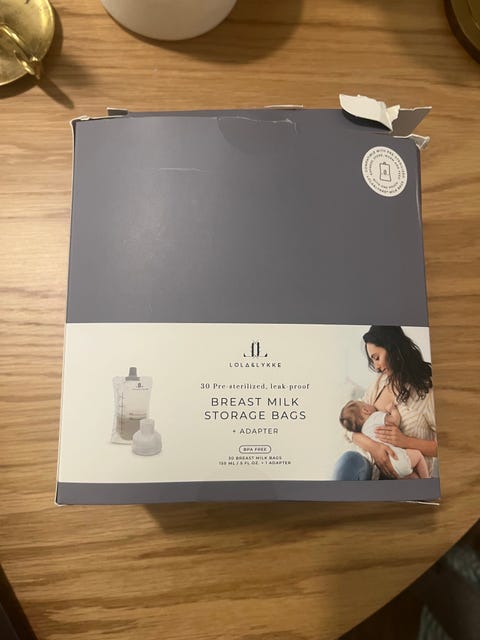 LOLA&LYKKE
30 Pre-sterilized, leak-proof
BREAST MILK
STORAGE BAGS
+ ADAPTER
BPA FREE
30 BREAST MILK BAGS
150 ML / 5 FL OZ. + 1 ADAPTER